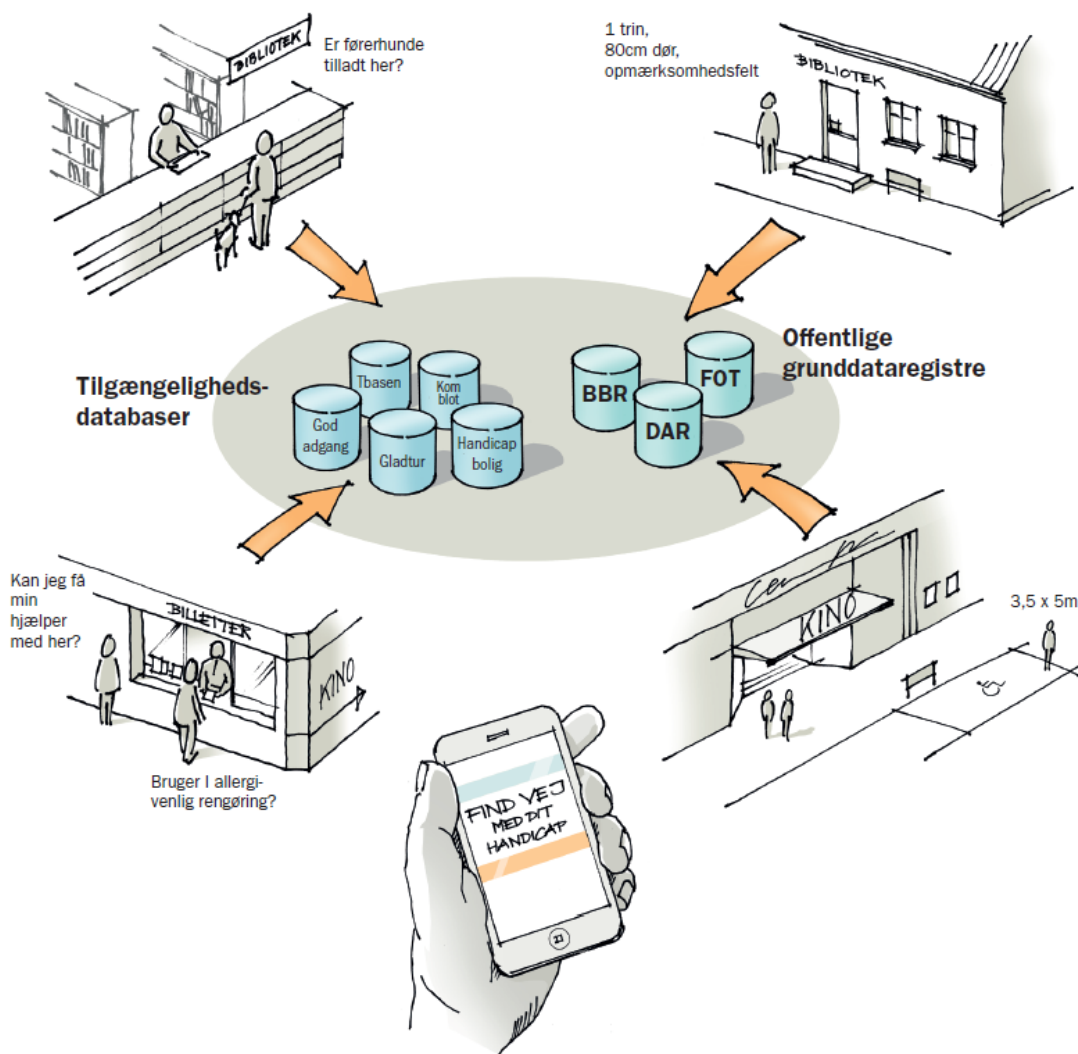 BIBLIOTEK
Er førerhunde
tilladt her?
1 trin,
80cm dør,
opmærksomhedsfelt
BIBLIOTEK
Tilgængeligheds-
databaser
Tbasen
Kom
blot
God
adgang
Gladtur
Handicap
bolig
BBR
FOT
DAR
Offentlige
grunddataregistre
Kan jeg få
min
hjælper
med her?
BILLETTER
KINO
Bruger I allergi-
venlig rengøring?
KINO
3,5 x 5m
FIND VEJ
MED DIT
HANDICAP